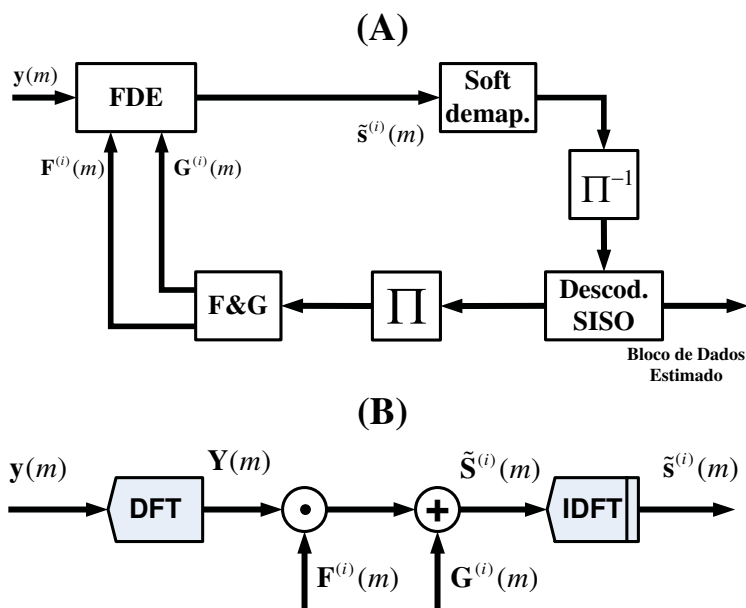 (A)
y(m)
FDE
Soft
demap.
s̃⁽ⁱ⁾(m)
F⁽ⁱ⁾(m)
G⁽ⁱ⁾(m)
Π⁻¹
F&G
Π
Descod.
SISO
Bloco de Dados
Estimado
(B)
y(m)
DFT
Y(m)
S̃⁽ⁱ⁾(m)
IDFT
s̃⁽ⁱ⁾(m)
F⁽ⁱ⁾(m)
G⁽ⁱ⁾(m)